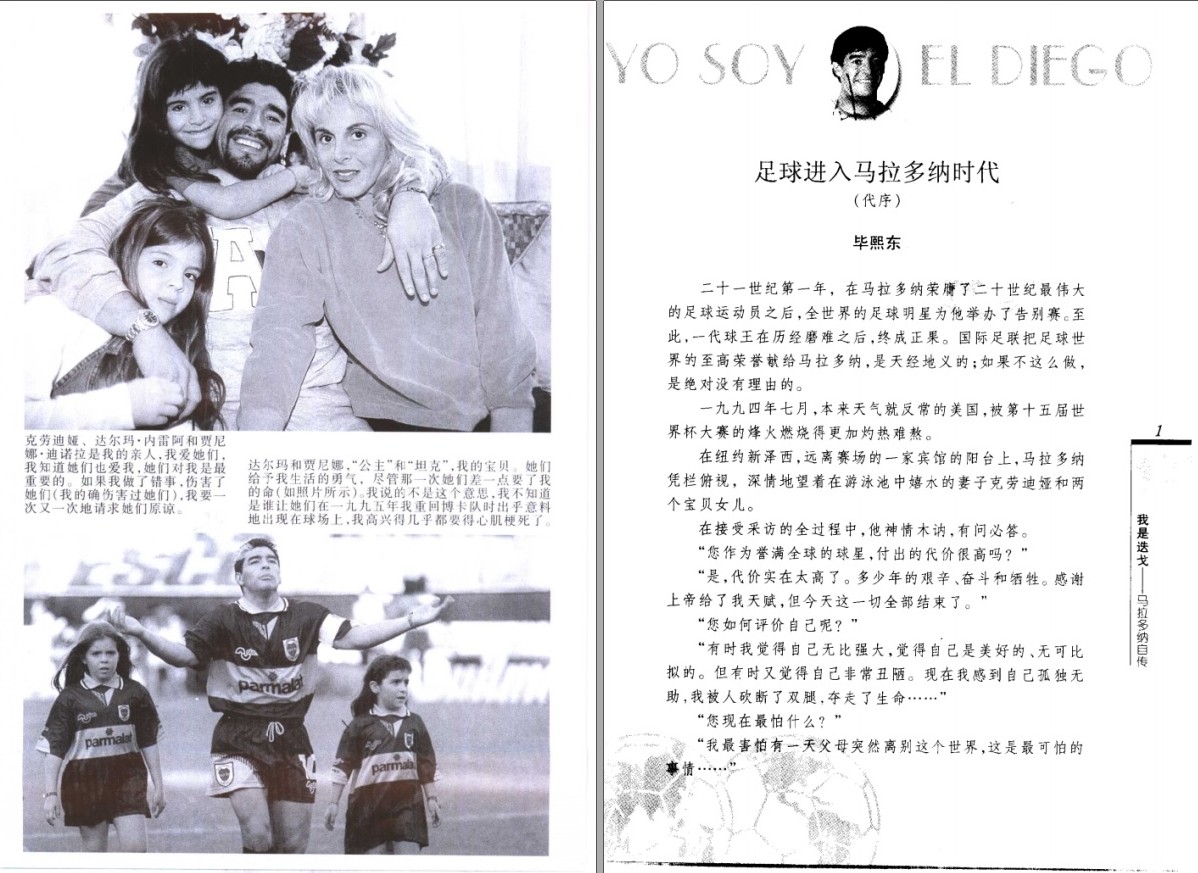 克劳迪娅、达尔玛·内雷阿和贾尼
娜·迪诺拉是我的亲人,我爱她们,
我知道她们也爱我,她们对我是最
重要的。如果我做了错事,伤害了
她们(我的确伤害过她们),我要一
次又一次地请求她们原谅。
达尔玛和贾尼娜,“公主”和“坦克”,我的宝贝。她们
给予我生活的勇气,尽管那一次她们差一点要了我
的命(如照片所示)。我说的不是这个意思,我不知道
是谁让她们在一九九五年我重回博卡队时出乎意料
地出现在球场上,我高兴得几乎都要得心肌梗死了。
parmalat
parmalat
parmalat
10
YO SOY EL DIEGO
足球进入马拉多纳时代
(代序)
毕熙东
二十一世纪第一年,在马拉多纳荣膺了二十世纪最伟大
的足球运动员之后,全世界的足球明星为他举办了告别赛。至
此,一代球王在历经磨难之后,终成正果。国际足联把足球世
界的至高荣誉献给马拉多纳,是天经地义的;如果不这么做,
是绝对没有理由的。
一九九四年七月,本来天气就反常的美国,被第十五届世
界杯大赛的烽火燃烧得更加灼热难熬。
在纽约新泽西,远离赛场的一家宾馆的阳台上,马拉多纳
凭栏俯视,深情地望着在游泳池中嬉水的妻子克劳迪娅和两
个宝贝女儿。
在接受采访的全过程中,他神情木讷,有问必答。
“您作为誉满全球的球星,付出的代价很高吗?”
“是,代价实在太高了。多少年的艰辛、奋斗和牺牲。感谢
上帝给了我天赋,但今天这一切全部结束了。”
“您如何评价自己呢?”
“有时我觉得自己无比强大,觉得自己是美好的、无可比
拟的。但有时又觉得自己非常丑陋。现在我感到自己孤独无
助,我被人砍断了双腿,夺走了生命……”
“您现在最怕什么?”
“我最害怕有一天父母突然离别这个世界,这是最可怕的
事情……”
1
我是迭戈——马拉多纳自传